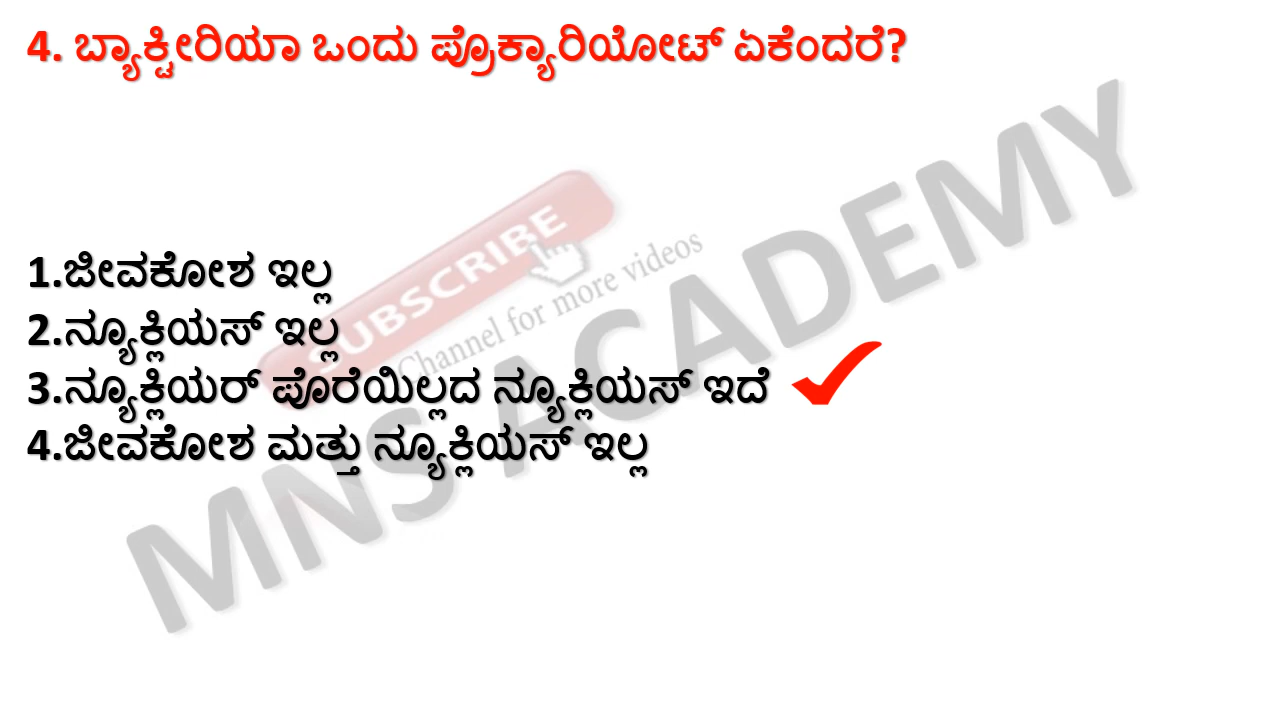 4. ಬ್ಯಾಕ್ಟೀರಿಯಾ ಒಂದು ಪ್ರೊಕ್ಯಾರಿಯೋಟ್ ಏಕೆಂದರೆ?
SUBSCRIBE
Channel for more videos
MNS ACADEMY
1.ಜೀವಕೋಶ ಇಲ್ಲ
2.ನ್ಯೂಕ್ಲಿಯಸ್ ಇಲ್ಲ
3.ನ್ಯೂಕ್ಲಿಯರ್ ಪೊರೆಯಿಲ್ಲದ ನ್ಯೂಕ್ಲಿಯಸ್ ಇದೆ
4.ಜೀವಕೋಶ ಮತ್ತು ನ್ಯೂಕ್ಲಿಯಸ್ ಇಲ್ಲ